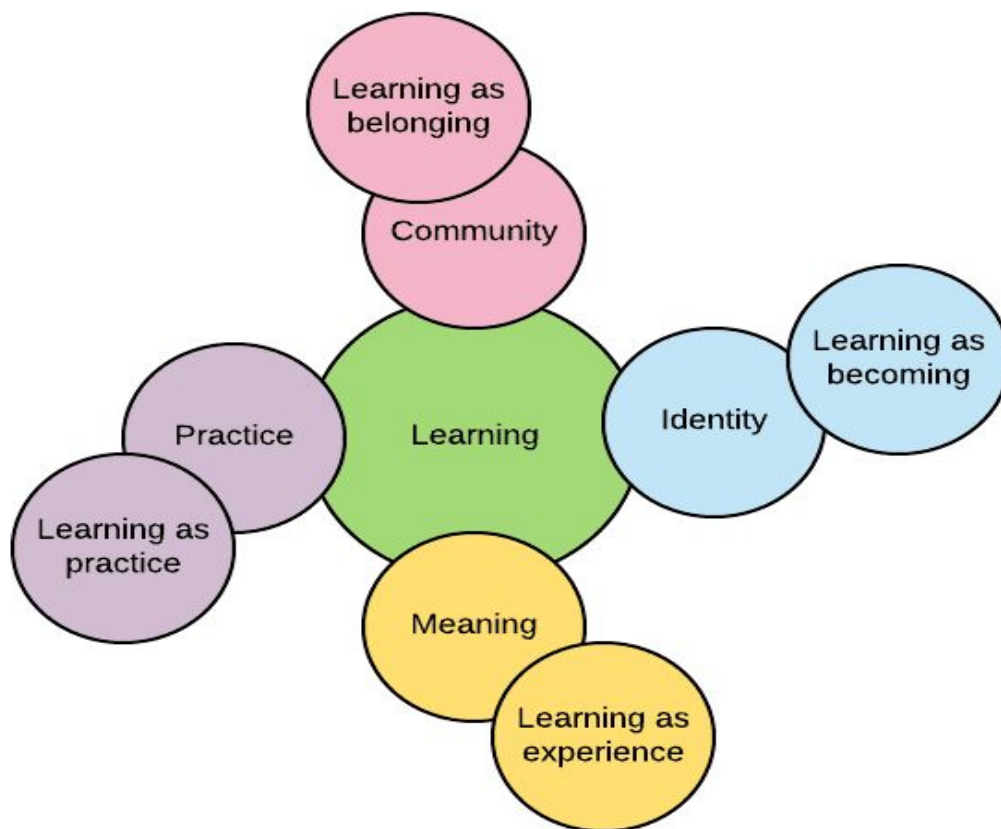 Learning as
belonging
Community
Learning as
becoming
Identity
Practice
Learning
Learning as
practice
Meaning
Learning as
experience